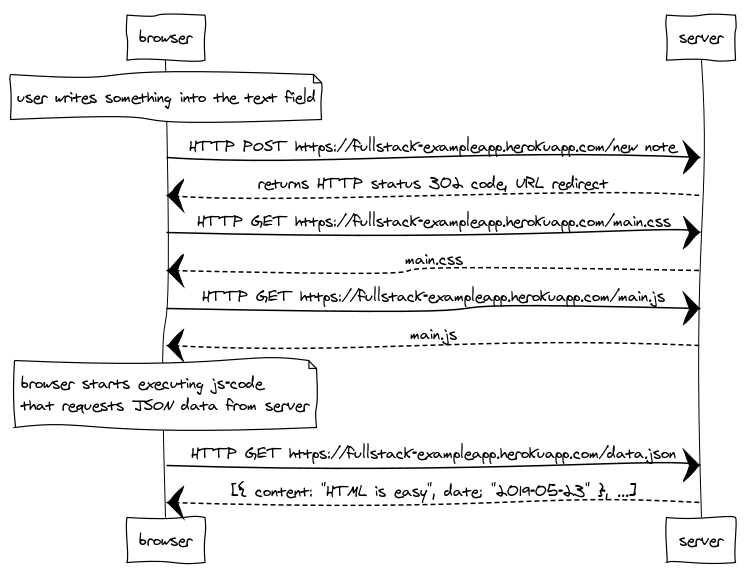 browser
server
user writes something into the text field
HTTP POST https://fullstack-exampleapp.herokuapp.com/new note
returns HTTP status 302 code, URL redirect
HTTP GET https://fullstack-exampleapp.herokuapp.com/main.css
main.css
HTTP GET https://fullstack-exampleapp.herokuapp.com/main.js
main.js
browser starts executing js-code
that requests JSON data from server
HTTP GET https://fullstack-exampleapp.herokuapp.com/data.json
[{ content: "HTML is easy", date: "2019-05-23" }, ...]
browser
server